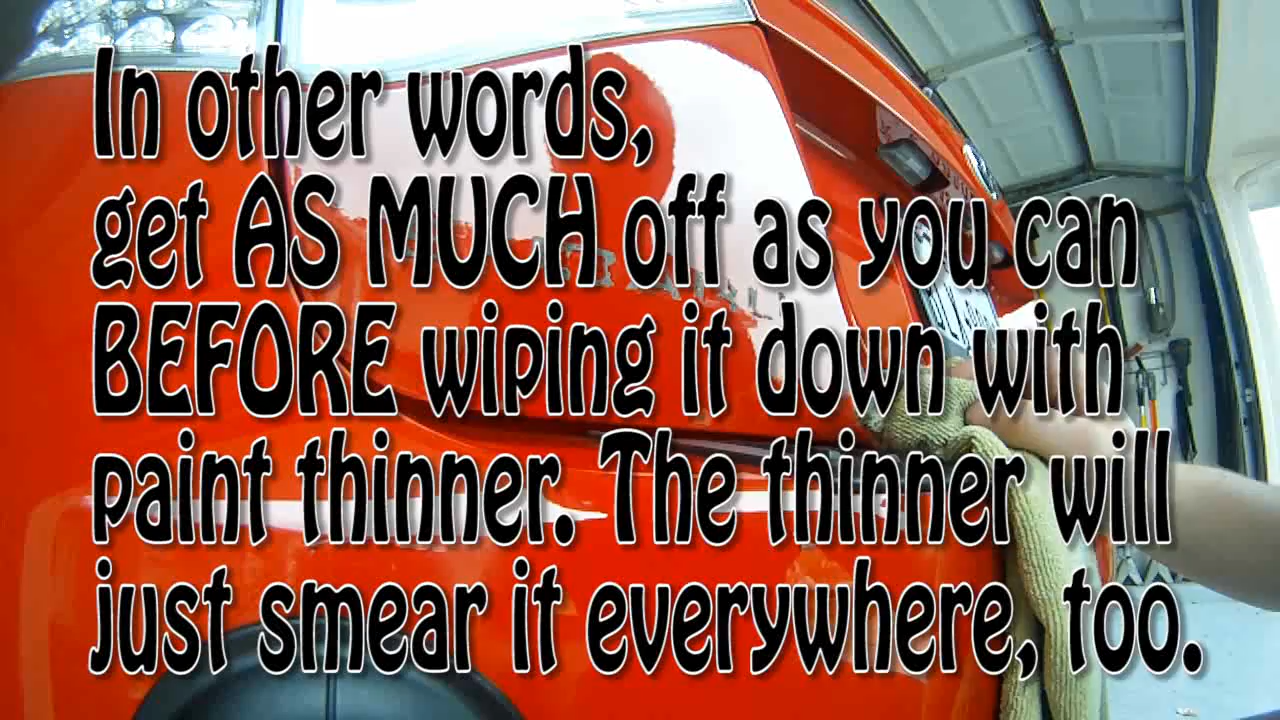 In other words,
get AS MUCH off as you can
BEFORE wiping it down with
paint thinner. The thinner will
just smear it everywhere, too.